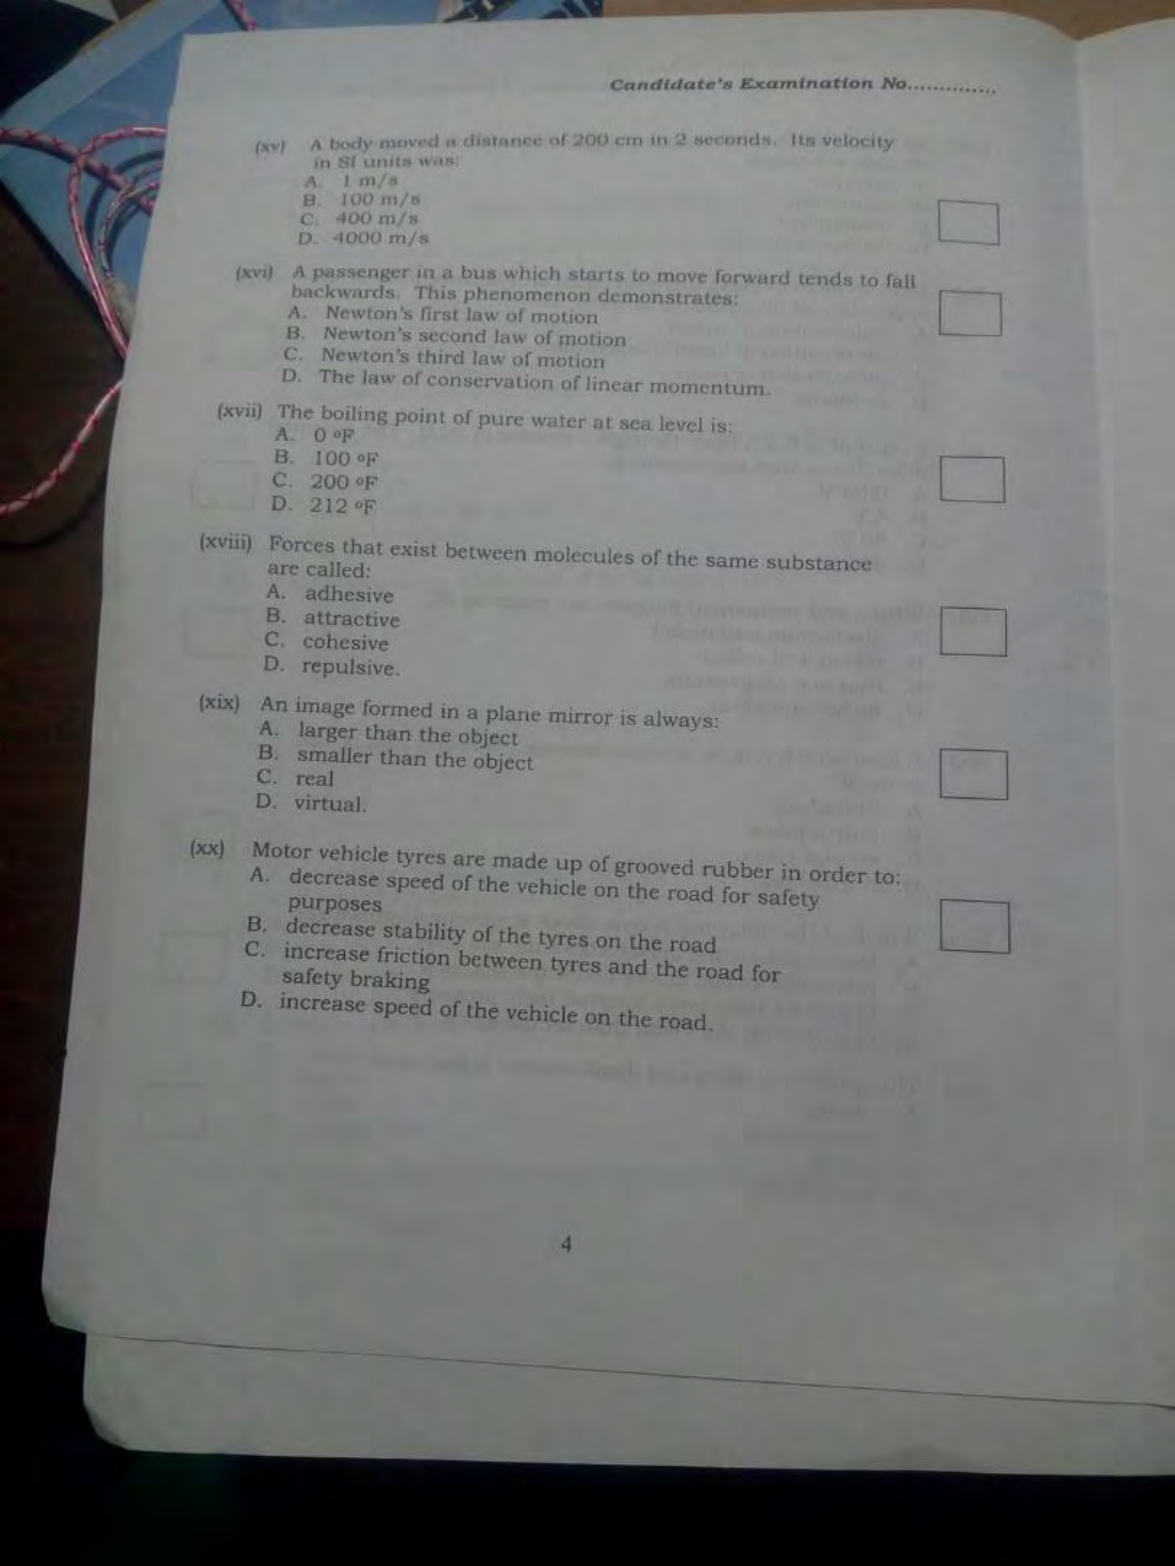 Candidate's Examination No..............
(xv) A body moved a distance of 200 cm in 2 seconds. Its velocity
in SI units was:
A. 1 m/s
B. 100 m/s
C. 400 m/s
D. 4000 m/s
(xvi) A passenger in a bus which starts to move forward tends to fall
backwards. This phenomenon demonstrates:
A. Newton's first law of motion
B. Newton's second law of motion
C. Newton's third law of motion
D. The law of conservation of linear momentum.
(xvii) The boiling point of pure water at sea level is:
A. 0 ºF
B. 100 ºF
C. 200 ºF
D. 212 ºF
(xviii) Forces that exist between molecules of the same substance
are called:
A. adhesive
B. attractive
C. cohesive
D. repulsive.
(xix) An image formed in a plane mirror is always:
A. larger than the object
B. smaller than the object
C. real
D. virtual.
(xx) Motor vehicle tyres are made up of grooved rubber in order to:
A. decrease speed of the vehicle on the road for safety
purposes
B. decrease stability of the tyres on the road
C. increase friction between tyres and the road for
safety braking
D. increase speed of the vehicle on the road.
4